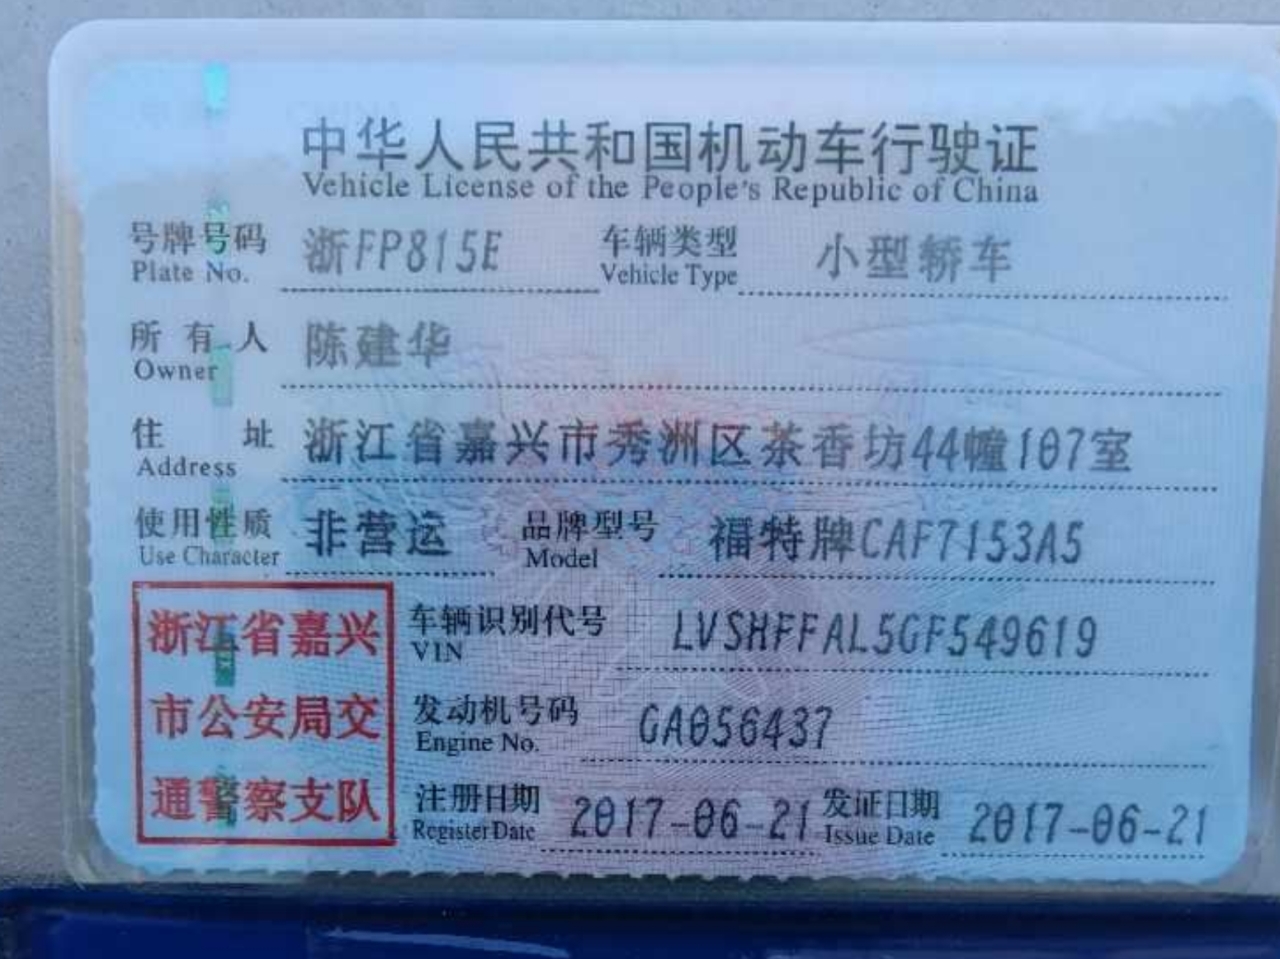 中华人民共和国机动车行驶证
Vehicle License of the People's Republic of China
号牌号码 浙FP815E 车辆类型 小型轿车
Plate No. Vehicle Type
所有人 陈建华
Owner
住址 浙江省嘉兴市秀洲区茶香坊44幢107室
Address
使用性质 非营运 品牌型号 福特牌CAF7153A5
Use Character Model
浙江省嘉兴 车辆识别代号 LVSHFFAL5GF549619
VIN
市公安局交 发动机号码 GA056437
Engine No.
通警察支队 注册日期 2017-06-21 发证日期 2017-06-21
Register Date Issue Date